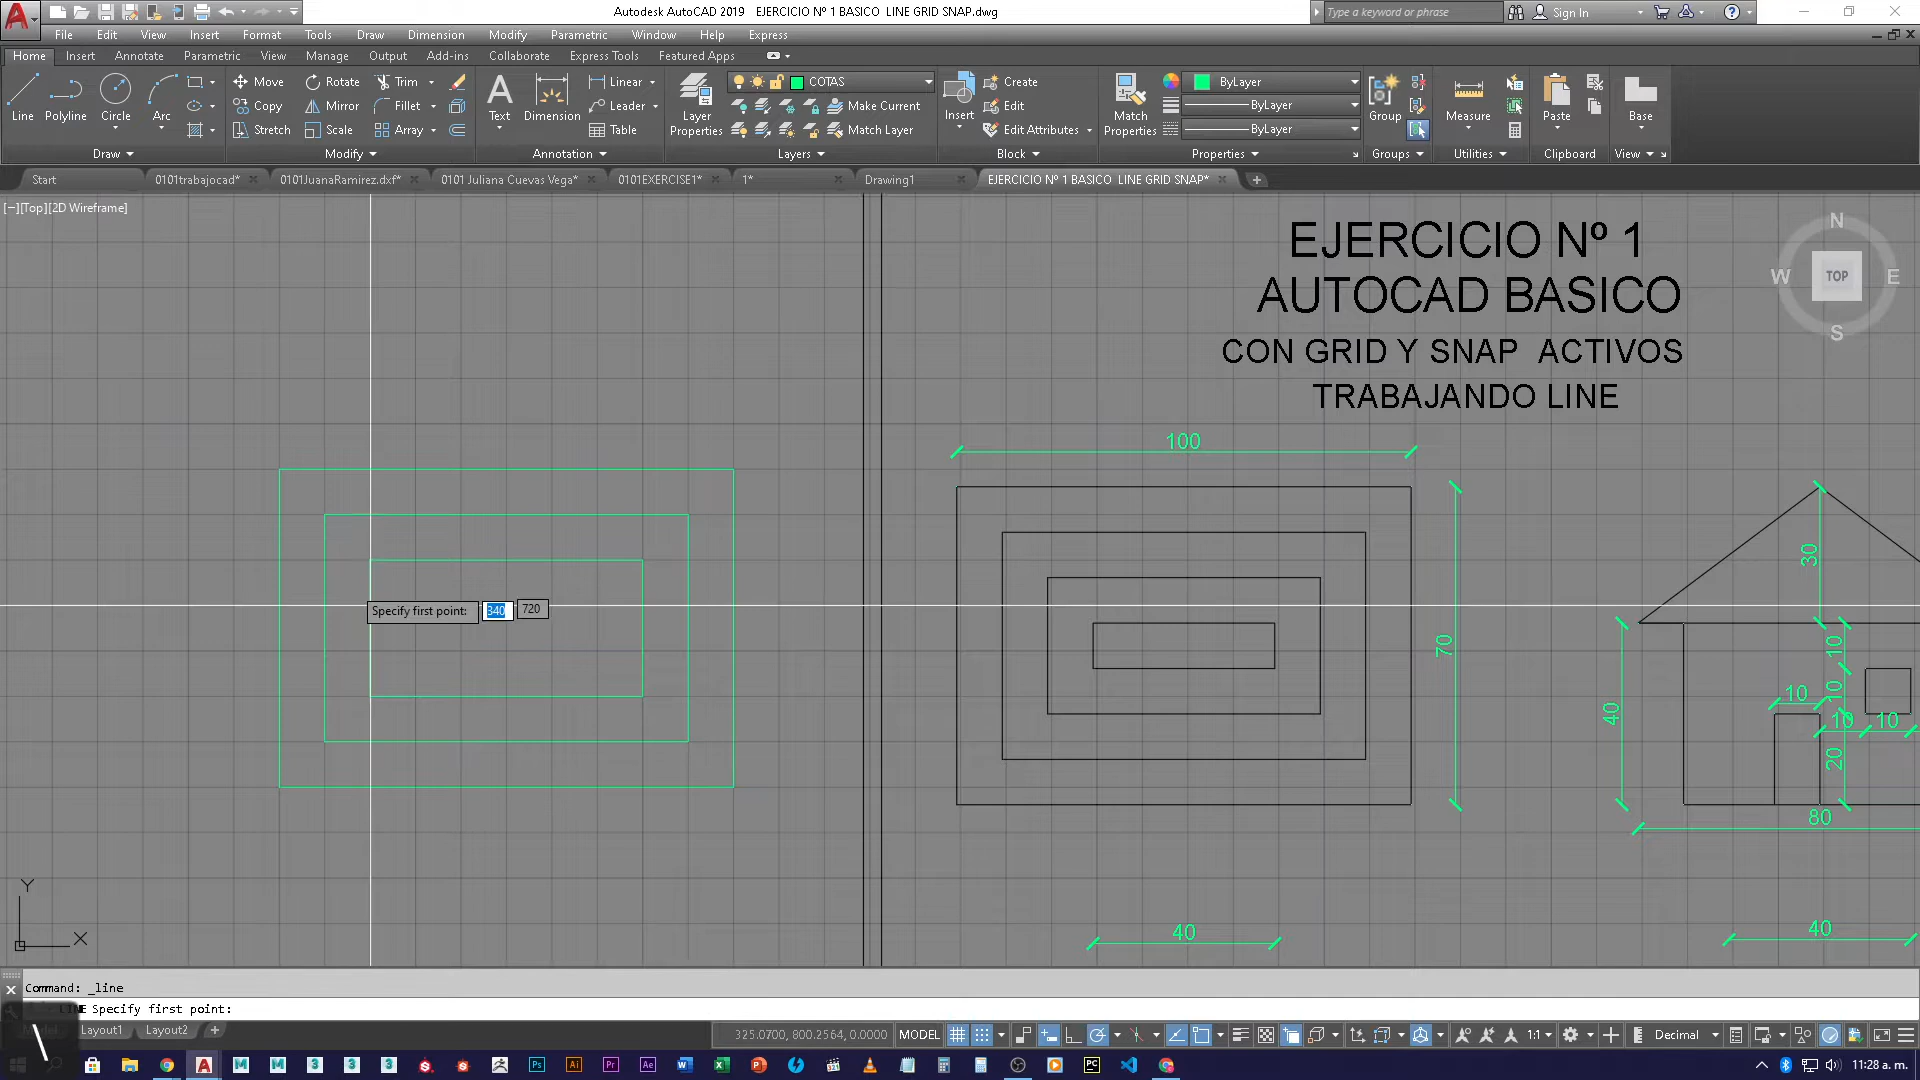 Autodesk AutoCAD 2019   EJERCICIO Nº 1 BASICO  LINE GRID SNAP.dwg
Type a keyword or phrase
Sign In
File Edit View Insert Format Tools Draw Dimension Modify Parametric Window Help Express
Home Insert Annotate Parametric View Manage Output Add-ins Collaborate Express Tools Featured Apps
Line Polyline Circle Arc
Move Rotate Trim
Copy Mirror Fillet
Stretch Scale Array
Text Dimension
Linear
Leader
Table
Layer Properties
COTAS
Make Current
Match Layer
Insert
Create
Edit
Edit Attributes
Match Properties
ByLayer
ByLayer
ByLayer
Group
Measure
Paste
Base
Draw Modify Annotation Layers Block Properties Groups Utilities Clipboard View
Start 0101trabajocad* 0101JuanaRamirez.dxf* 0101 Juliana Cuevas Vega* 0101EXERCISE1* 1* Drawing1 EJERCICIO Nº 1 BASICO  LINE GRID SNAP*
[−][Top][2D Wireframe]
EJERCICIO Nº 1
AUTOCAD BASICO
CON GRID Y SNAP  ACTIVOS
TRABAJANDO LINE
N
W TOP E
S
100
70
40
30
10
10
10
10
10
20
40
80
40
Specify first point: 340 720
Y
X
Command: _line
LINE Specify first point:
Layout1 Layout2
325.0700, 800.2564, 0.0000 MODEL 1:1 Decimal
11:28 a. m.